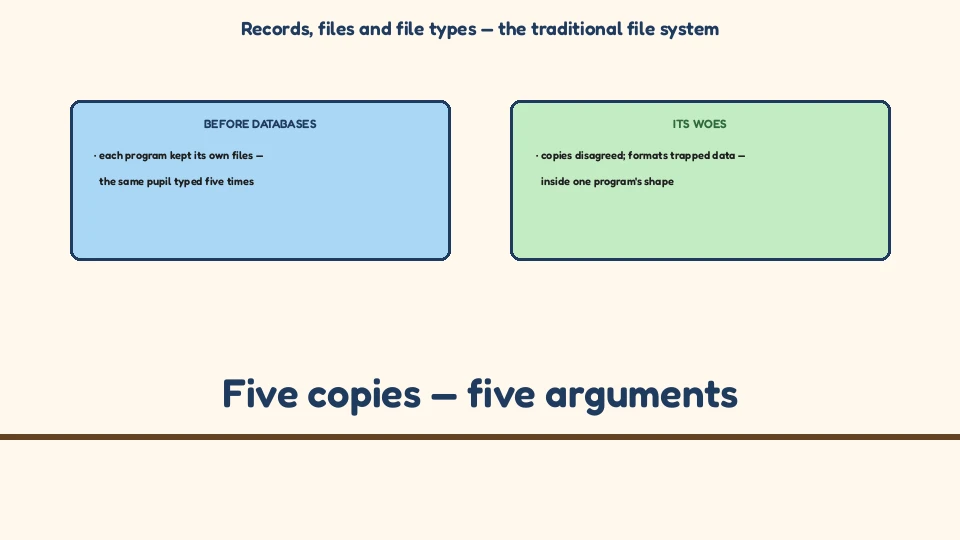 Records, files and file types — the traditional file system
BEFORE DATABASES
· each program kept its own files —
the same pupil typed five times
ITS WOES
· copies disagreed; formats trapped data —
inside one program's shape
Five copies — five arguments